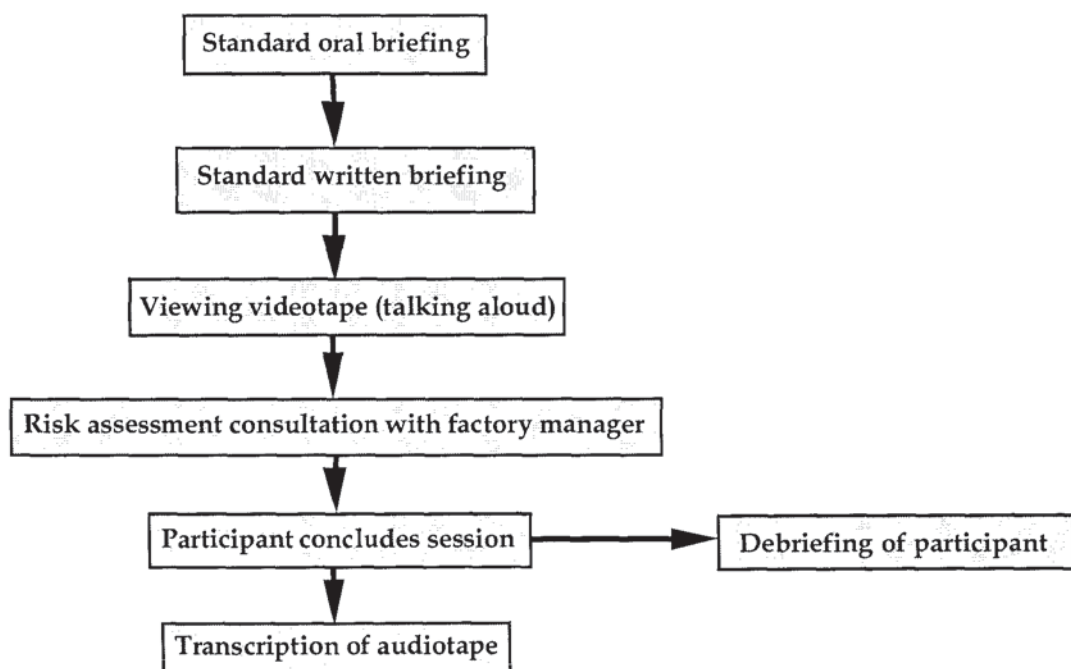 Standard oral briefing
Standard written briefing
Viewing videotape (talking aloud)
Risk assessment consultation with factory manager
Participant concludes session
Debriefing of participant
Transcription of audiotape